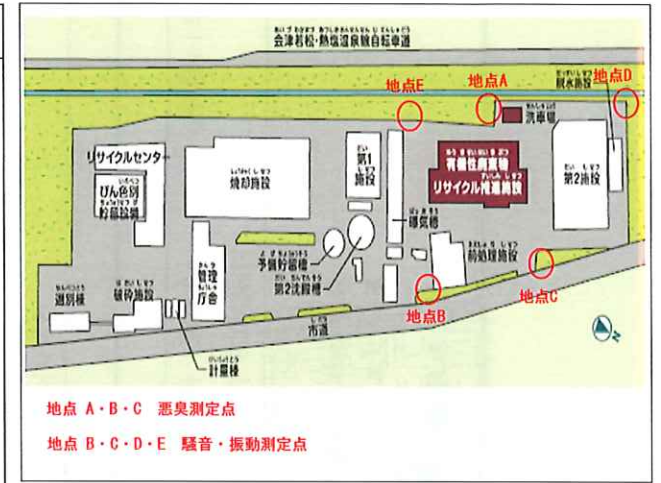 会津若松・熱塩温泉線自転車道
地点E
地点A
脱水施設
地点D
洗車場
リサイクルセンター
びん色別
貯留設備
焼却施設
第1
施設
有機性廃棄物
リサイクル推進施設
第2施設
曝気槽
予備貯留槽
第2沈殿槽
管理
庁舎
前処理施設
選別棟
破砕施設
地点B
地点C
市道
計量棟
N
地点 A・B・C 悪臭測定点
地点 B・C・D・E 騒音・振動測定点